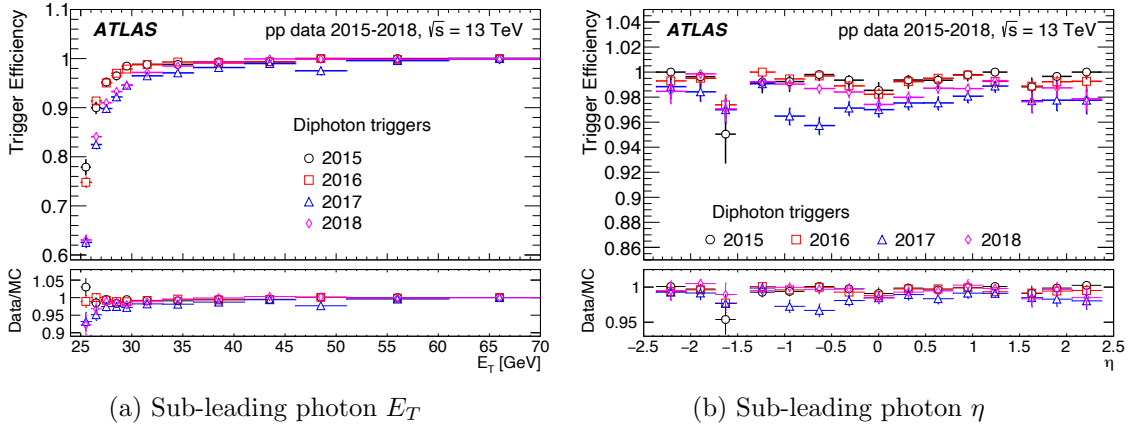 ATLAS pp data 2015-2018, √s = 13 TeV
Trigger Efficiency
1.1
1
0.9
0.8
0.7
0.6
Diphoton triggers
2015
2016
2017
2018
Data/MC
1.05
1
0.95
0.9
25 30 35 40 45 50 55 60 65 70
E_T [GeV]
(a) Sub-leading photon E_T
ATLAS pp data 2015-2018, √s = 13 TeV
Trigger Efficiency
1.04
1.02
1
0.98
0.96
0.94
0.92
0.9
0.88
0.86
Diphoton triggers
2015 2016 2017 2018
Data/MC
1
0.95
−2.5 −2 −1.5 −1 −0.5 0 0.5 1 1.5 2 2.5
η
(b) Sub-leading photon η